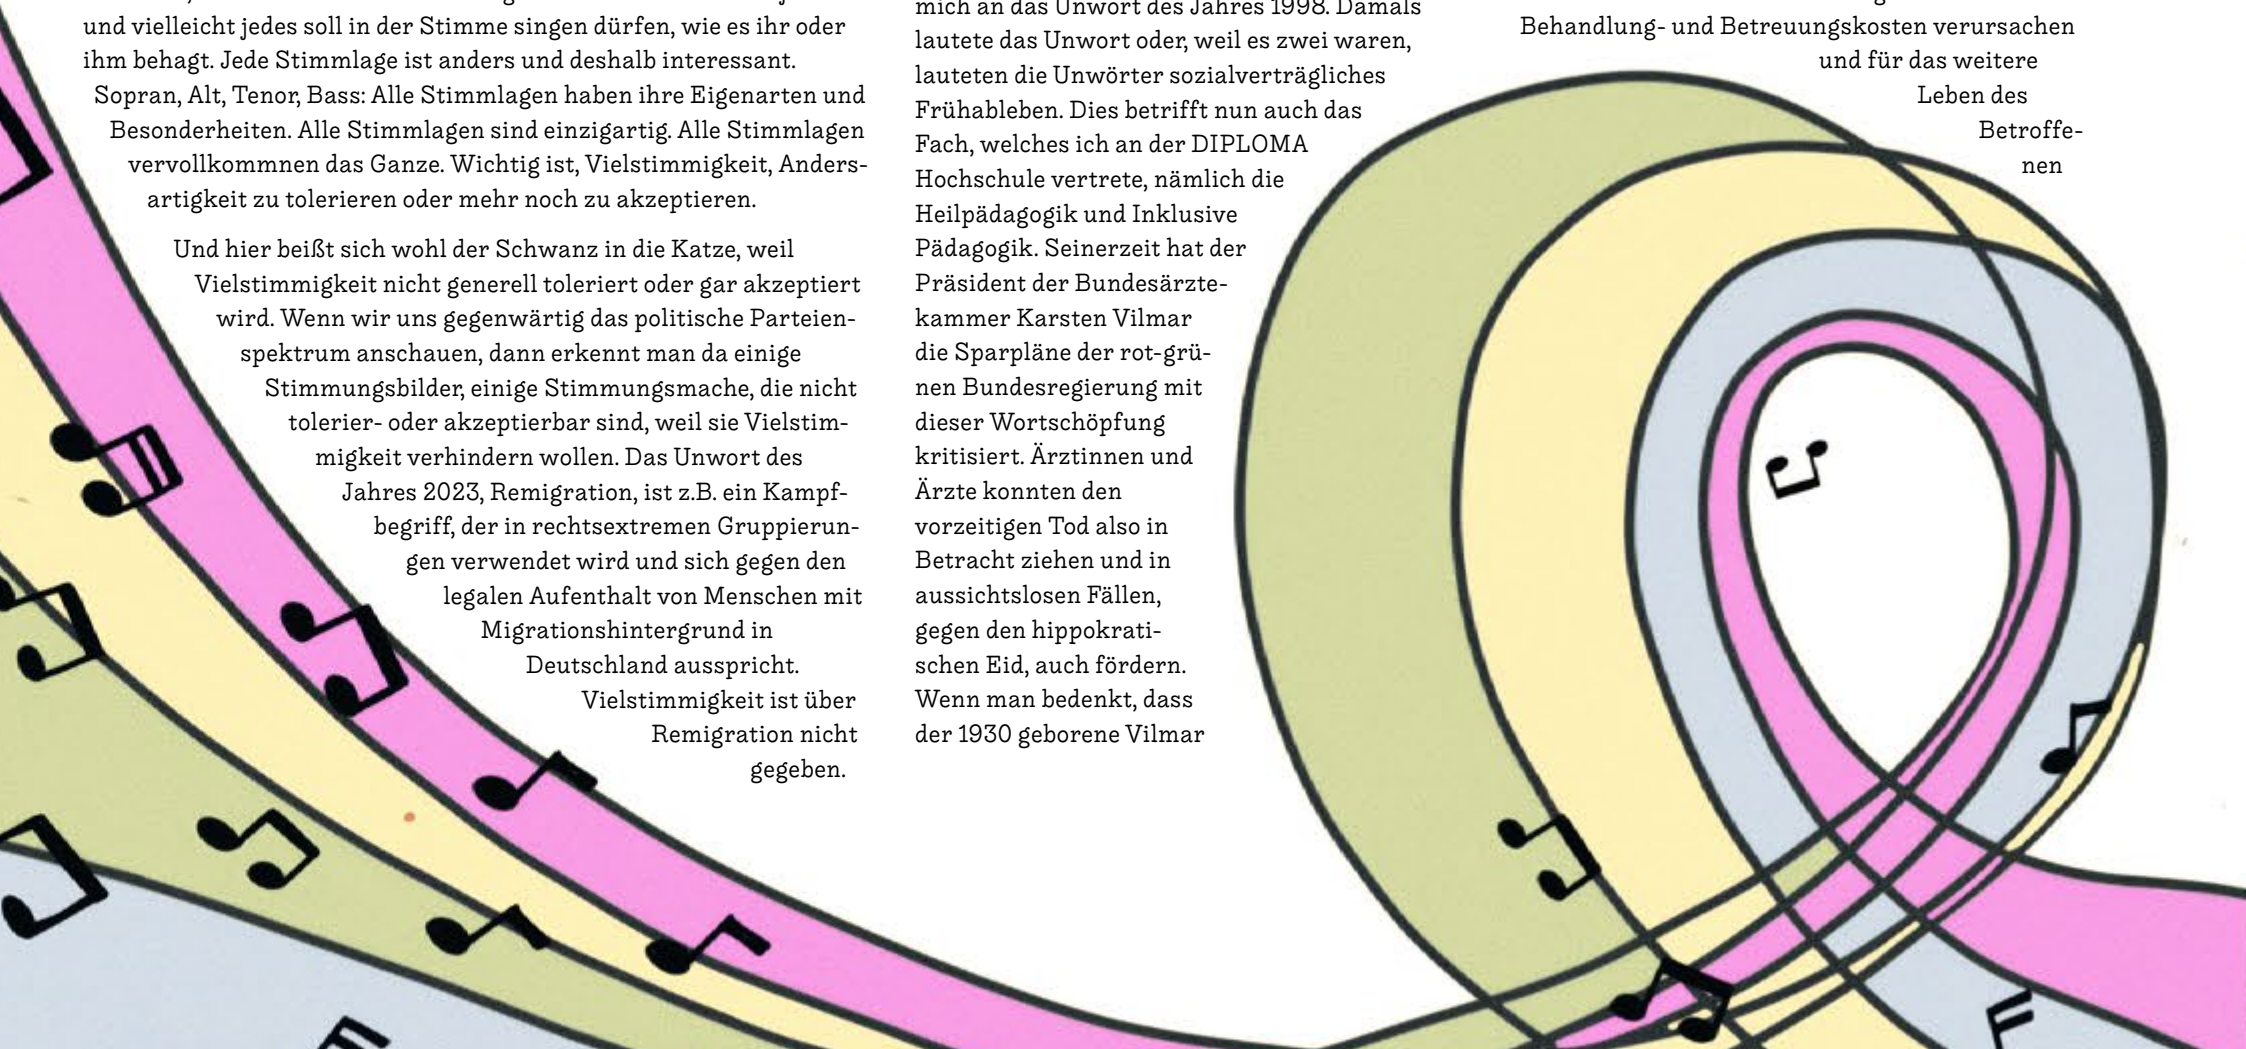 und vielleicht jedes soll in der Stimme singen dürfen, wie es ihr oder
ihm behagt. Jede Stimmlage ist anders und deshalb interessant.
Sopran, Alt, Tenor, Bass: Alle Stimmlagen haben ihre Eigenarten und
Besonderheiten. Alle Stimmlagen sind einzigartig. Alle Stimmlagen
vervollkommnen das Ganze. Wichtig ist, Vielstimmigkeit, Anders-
artigkeit zu tolerieren oder mehr noch zu akzeptieren.
Und hier beißt sich wohl der Schwanz in die Katze, weil
Vielstimmigkeit nicht generell toleriert oder gar akzeptiert
wird. Wenn wir uns gegenwärtig das politische Parteien-
spektrum anschauen, dann erkennt man da einige
Stimmungsbilder, einige Stimmungsmache, die nicht
tolerier- oder akzeptierbar sind, weil sie Vielstim-
migkeit verhindern wollen. Das Unwort des
Jahres 2023, Remigration, ist z.B. ein Kampf-
begriff, der in rechtsextremen Gruppierun-
gen verwendet wird und sich gegen den
legalen Aufenthalt von Menschen mit
Migrationshintergrund in
Deutschland ausspricht.
Vielstimmigkeit ist über
Remigration nicht
gegeben.
mich an das Unwort des Jahres 1998. Damals
lautete das Unwort oder, weil es zwei waren,
lauteten die Unwörter sozialverträgliches
Frühableben. Dies betrifft nun auch das
Fach, welches ich an der DIPLOMA
Hochschule vertrete, nämlich die
Heilpädagogik und Inklusive
Pädagogik. Seinerzeit hat der
Präsident der Bundesärzte-
kammer Karsten Vilmar
die Sparpläne der rot-grü-
nen Bundesregierung mit
dieser Wortschöpfung
kritisiert. Ärztinnen und
Ärzte konnten den
vorzeitigen Tod also in
Betracht ziehen und in
aussichtslosen Fällen,
gegen den hippokrati-
schen Eid, auch fördern.
Wenn man bedenkt, dass
der 1930 geborene Vilmar
Behandlung- und Betreuungskosten verursachen
und für das weitere
Leben des
Betroffe-
nen